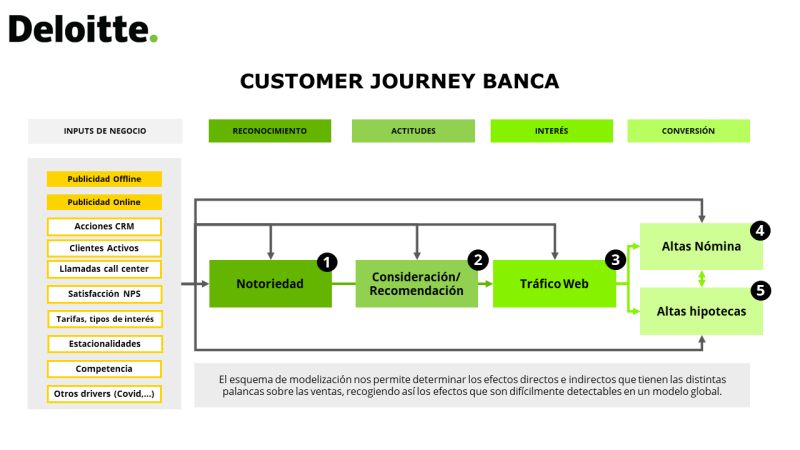 Deloitte.
CUSTOMER JOURNEY BANCA
INPUTS DE NEGOCIO
RECONOCIMIENTO
ACTITUDES
INTERÉS
CONVERSIÓN
Publicidad Offline
Publicidad Online
Acciones CRM
Clientes Activos
Llamadas call center
Satisfacción NPS
Tarifas, tipos de interés
Estacionalidades
Competencia
Otros drivers (Covid,...)
1
Notoriedad
2
Consideración/
Recomendación
3
Tráfico Web
4
Altas Nómina
5
Altas hipotecas
El esquema de modelización nos permite determinar los efectos directos e indirectos que tienen las distintas
palancas sobre las ventas, recogiendo así los efectos que son difícilmente detectables en un modelo global.